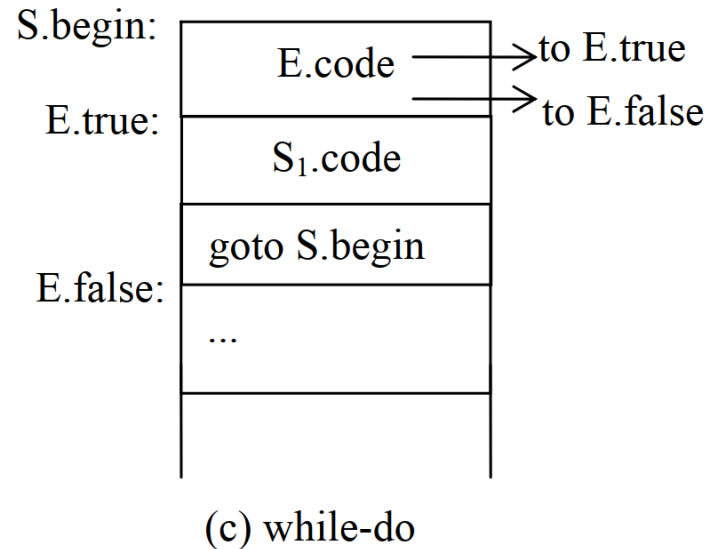 S.begin:
E.code
to E.true
to E.false
E.true:
S₁.code
goto S.begin
E.false:
...
(c) while-do